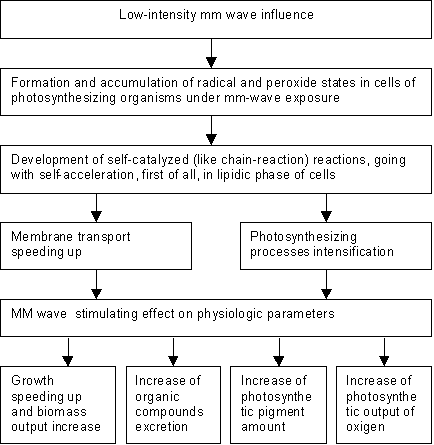 Low-intensity mm wave influence
Formation and accumulation of radical and peroxide states in cells of
photosynthesizing organisms under mm-wave exposure
Development of self-catalyzed (like chain-reaction) reactions, going
with self-acceleration, first of all, in lipidic phase of cells
Membrane transport
speeding up
Photosynthesizing
processes intensification
MM wave stimulating effect on physiologic parameters
Growth
speeding up
and biomass
output increase
Increase of
organic
compounds
excretion
Increase of
photosynthe
tic pigment
amount
Increase of
photosynthe
tic output of
oxigen